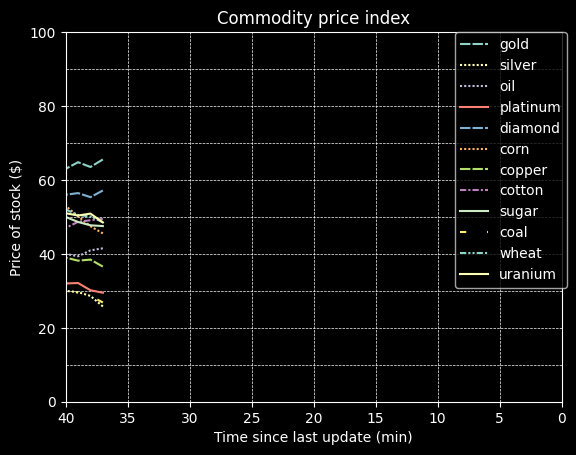 Commodity price index
100
80
60
40
20
0
Price of stock ($)
gold
silver
oil
platinum
diamond
corn
copper
cotton
sugar
coal
wheat
uranium
40 35 30 25 20 15 10 5 0
Time since last update (min)